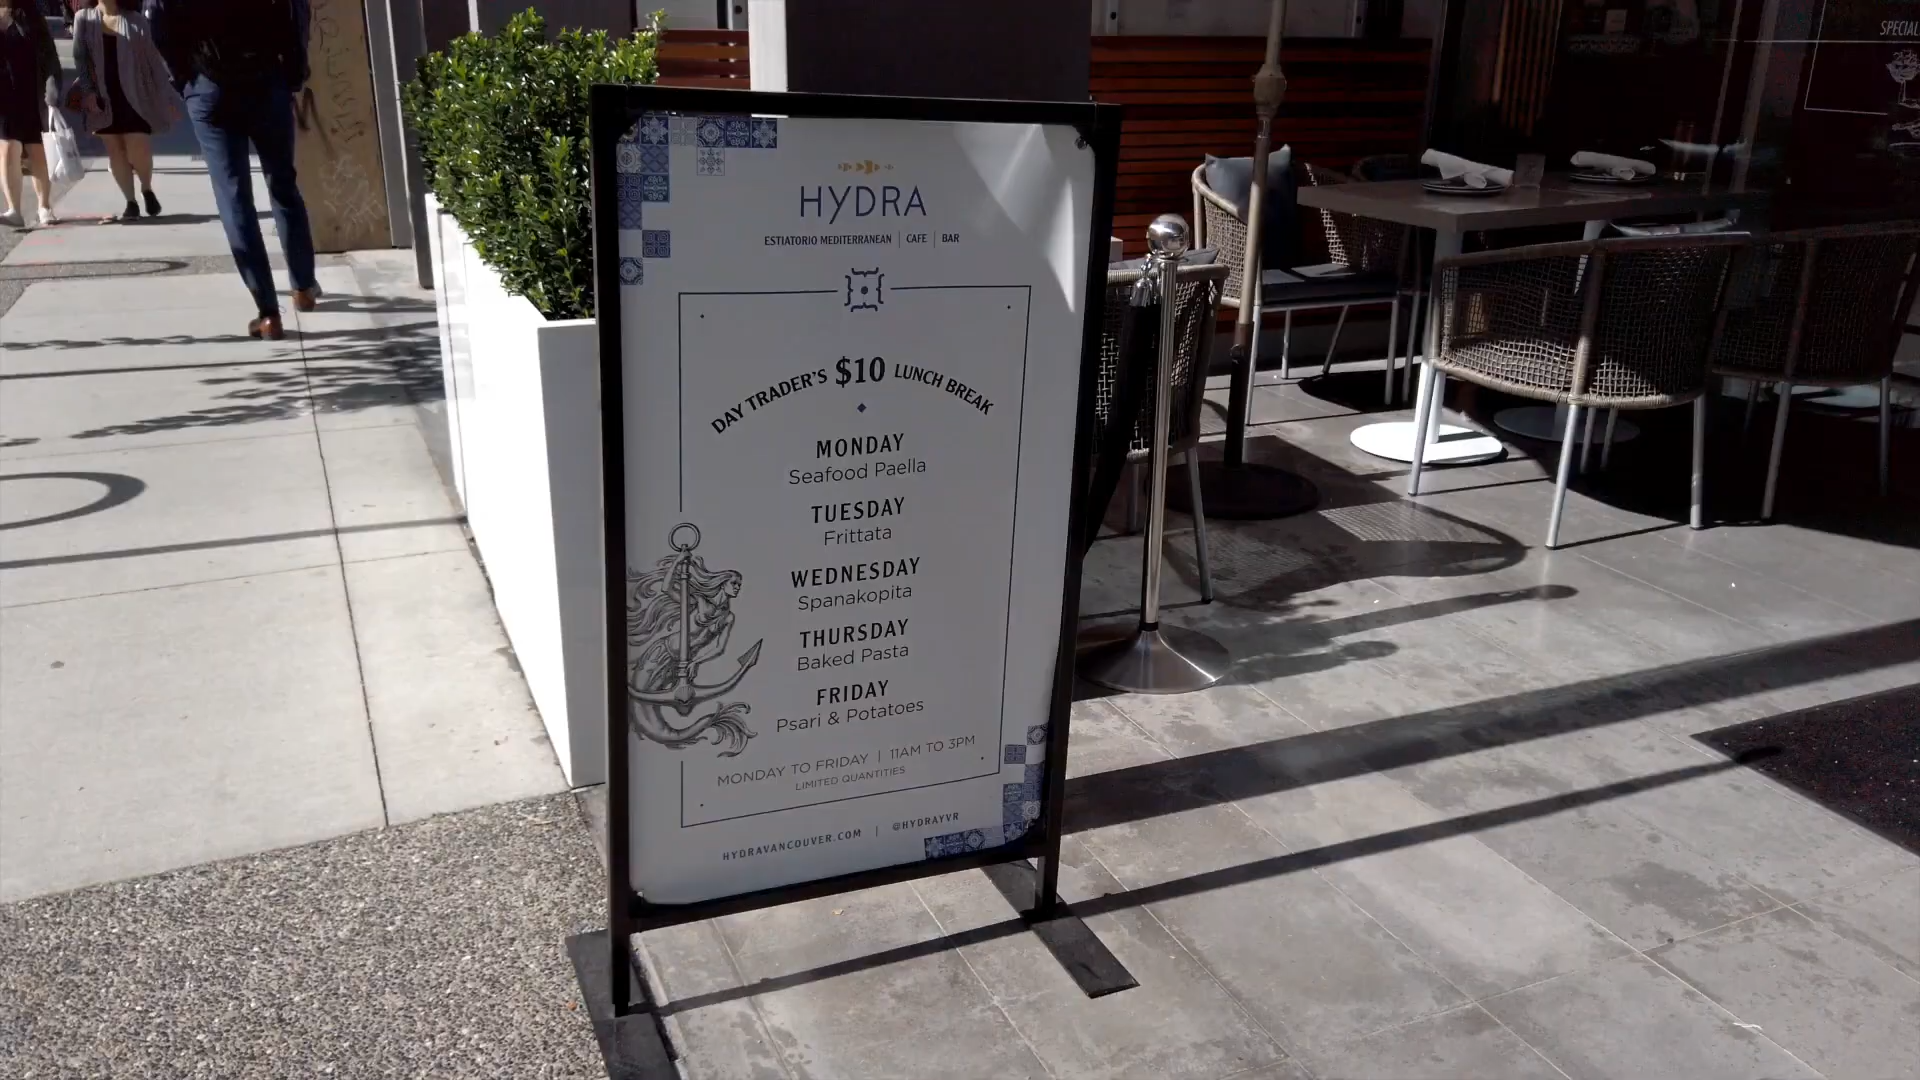 HYDRA
ESTIATORIO MEDITERRANEAN | CAFE | BAR
DAY TRADER'S $10 LUNCH BREAK
MONDAY
Seafood Paella
TUESDAY
Frittata
WEDNESDAY
Spanakopita
THURSDAY
Baked Pasta
FRIDAY
Psari & Potatoes
MONDAY TO FRIDAY | 11AM TO 3PM
LIMITED QUANTITIES
HYDRAVANCOUVER.COM | @HYDRAYVR